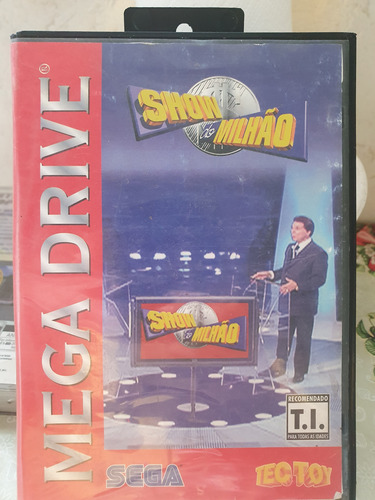 MEGA DRIVE®
SHOW
do
MILHÃO
SHOW
do
MILHÃO
RECOMENDADO
T.I.
PARA TODAS AS IDADES
SEGA
TEC TOY